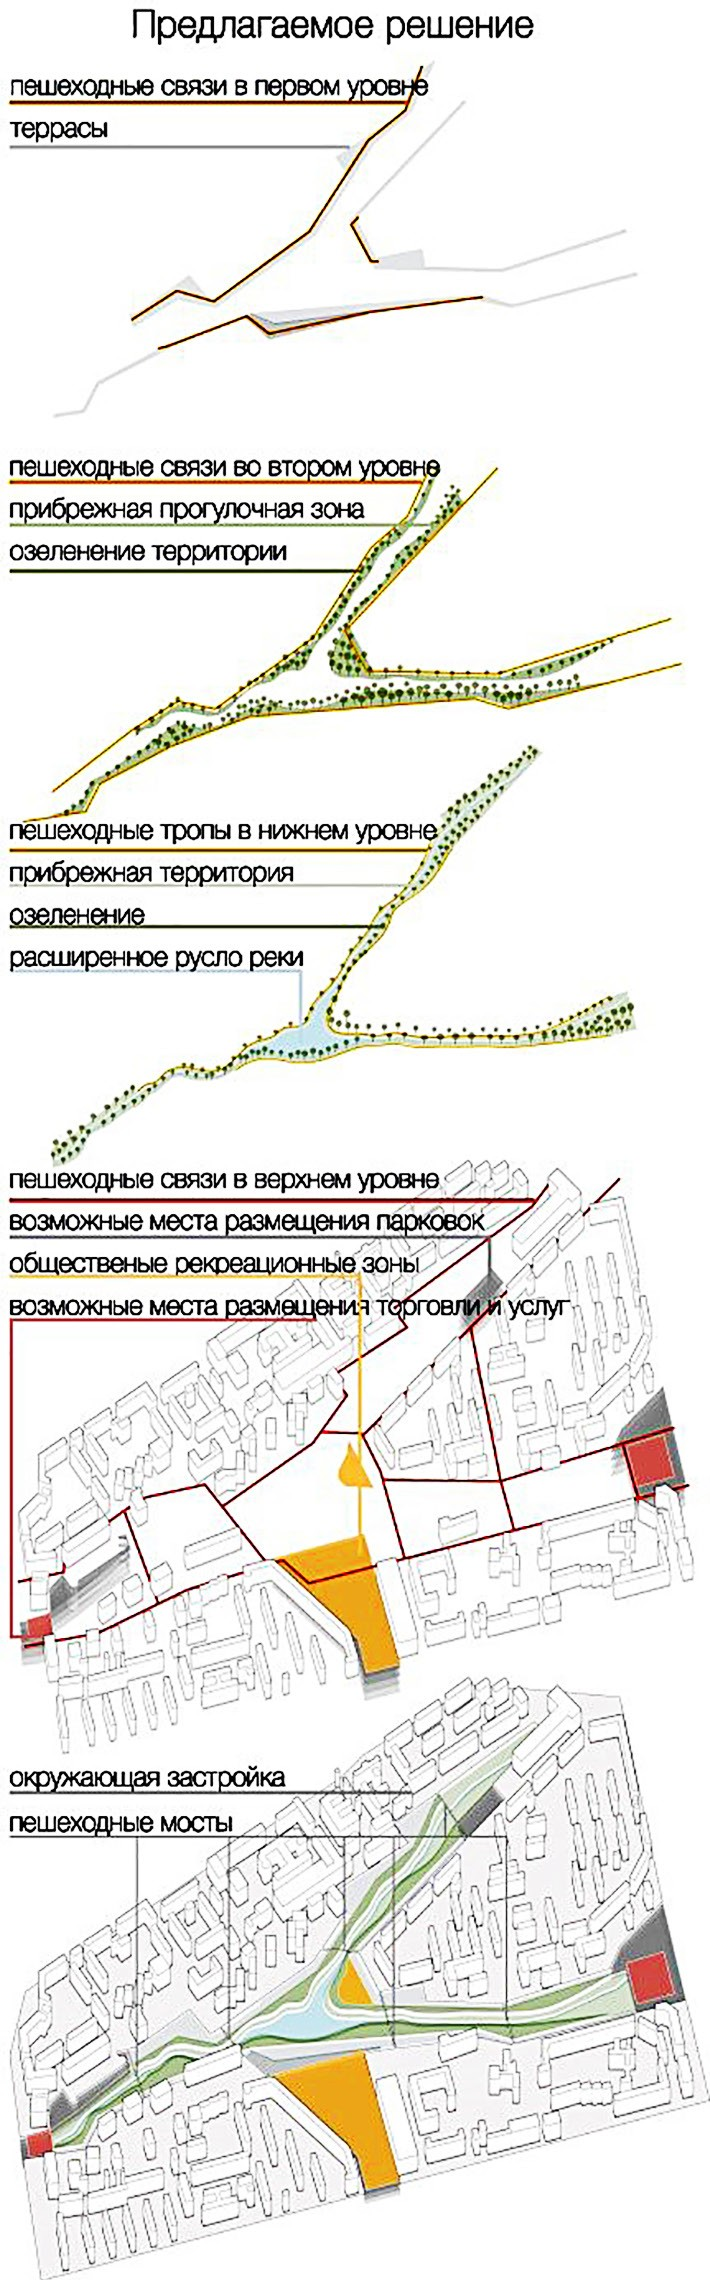 Предлагаемое решение
пешеходные связи в первом уровне
террасы
пешеходные связи во втором уровне
прибрежная прогулочная зона
озеленение территории
пешеходные тропы в нижнем уровне
прибрежная территория
озеленение
расширенное русло реки
пешеходные связи в верхнем уровне
возможные места размещения парковок
общественые рекреационные зоны
возможные места размещения торговли и услуг
окружающая застройка
пешеходные мосты